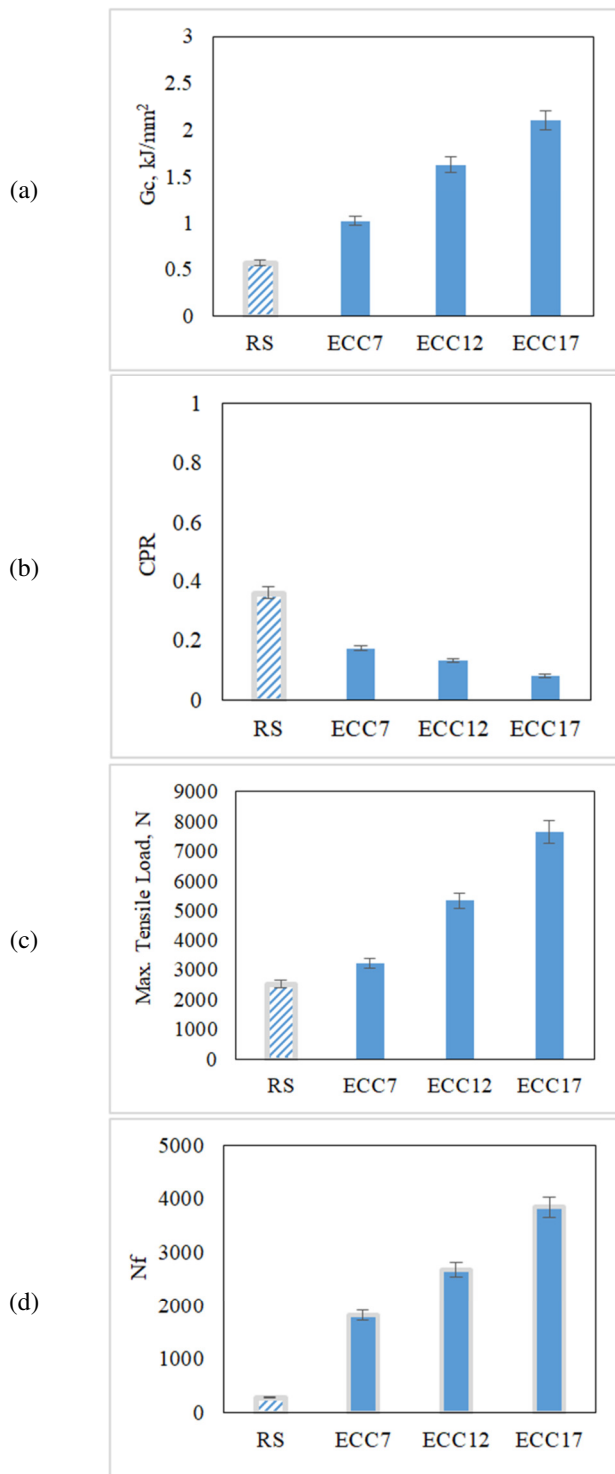 (a)
Gc, kJ/mm²
3
2.5
2
1.5
1
0.5
0
RS ECC7 ECC12 ECC17
(b)
CPR
1
0.8
0.6
0.4
0.2
0
RS ECC7 ECC12 ECC17
(c)
Max. Tensile Load, N
9000
8000
7000
6000
5000
4000
3000
2000
1000
0
RS ECC7 ECC12 ECC17
(d)
Nf
5000
4000
3000
2000
1000
0
RS ECC7 ECC12 ECC17